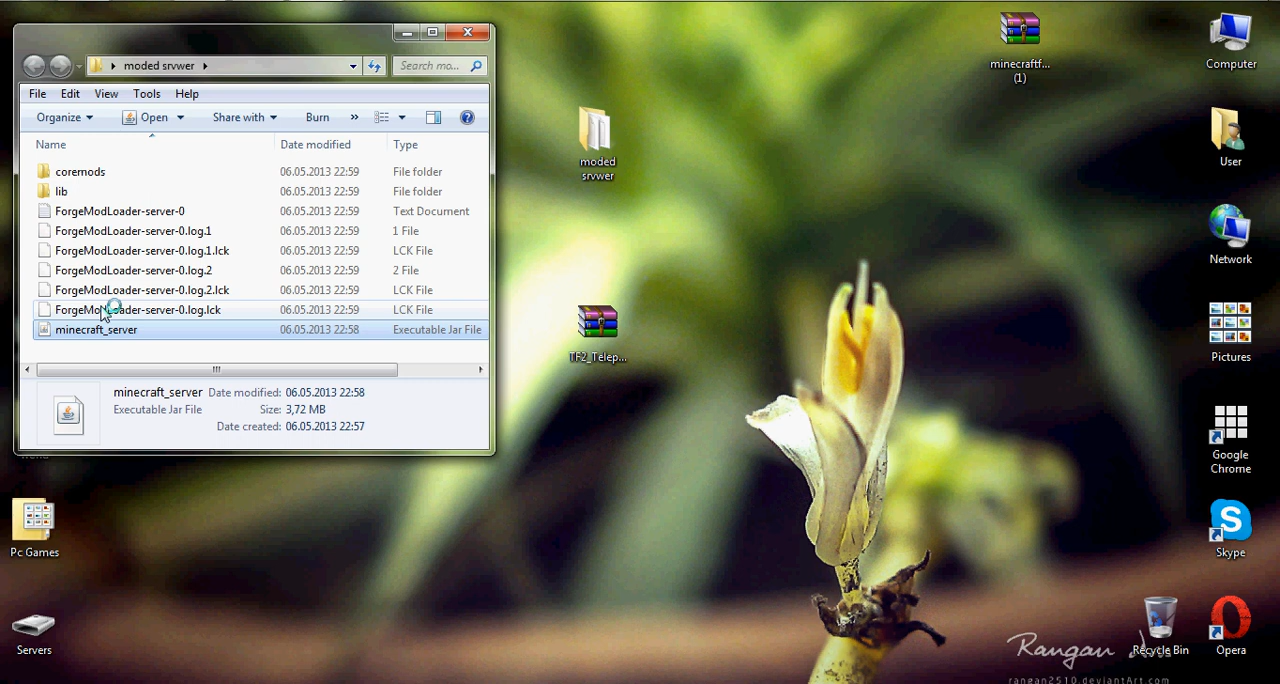 moded srvwer
Search mo...
File Edit View Tools Help
Organize Open Share with Burn »
Name Date modified Type
coremods 06.05.2013 22:59 File folder
lib 06.05.2013 22:59 File folder
ForgeModLoader-server-0 06.05.2013 22:59 Text Document
ForgeModLoader-server-0.log.1 06.05.2013 22:59 1 File
ForgeModLoader-server-0.log.1.lck 06.05.2013 22:59 LCK File
ForgeModLoader-server-0.log.2 06.05.2013 22:59 2 File
ForgeModLoader-server-0.log.2.lck 06.05.2013 22:59 LCK File
ForgeModLoader-server-0.log.lck 06.05.2013 22:59 LCK File
minecraft_server 06.05.2013 22:58 Executable Jar File
minecraft_server Date modified: 06.05.2013 22:58
Executable Jar File Size: 3,72 MB
Date created: 06.05.2013 22:57
Pc Games
Servers
moded
srvwer
TF2_Telep...
minecraftf...
(1)
Computer
User
Network
Pictures
Google
Chrome
Skype
Recycle Bin
Opera
Rangan
rangan2510.deviantArt.com